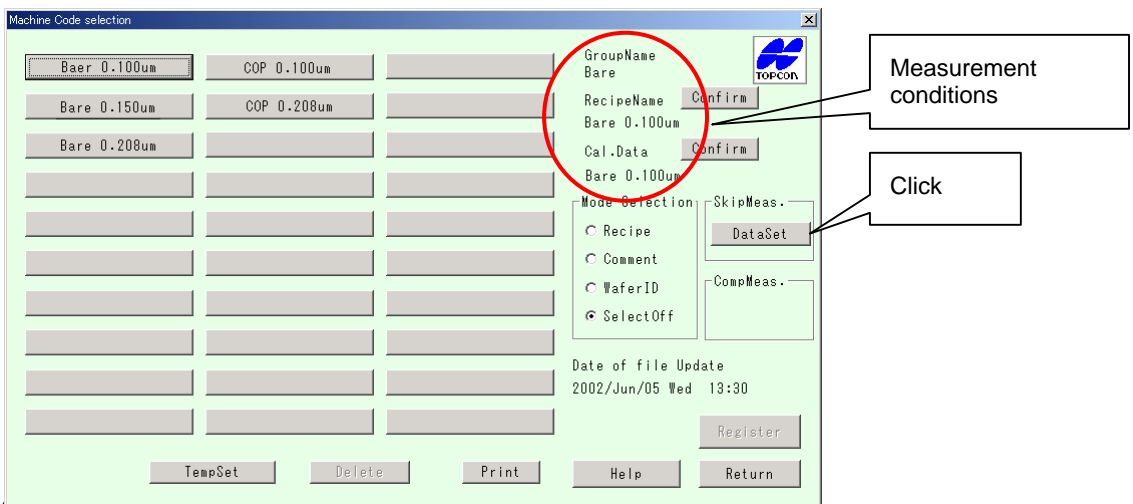 Machine Code selection
Baer 0.100um
COP 0.100um
Bare 0.150um
COP 0.208um
Bare 0.208um
GroupName
Bare
TOPCON
RecipeName
Confirm
Bare 0.100um
Cal.Data
Confirm
Bare 0.100um
Mode Selection
Recipe
Comment
WaferID
SelectOff
SkipMeas.
DataSet
CompMeas.
Date of file Update
2002/Jun/05 Wed 13:30
Register
TempSet
Delete
Print
Help
Return
Measurement
conditions
Click